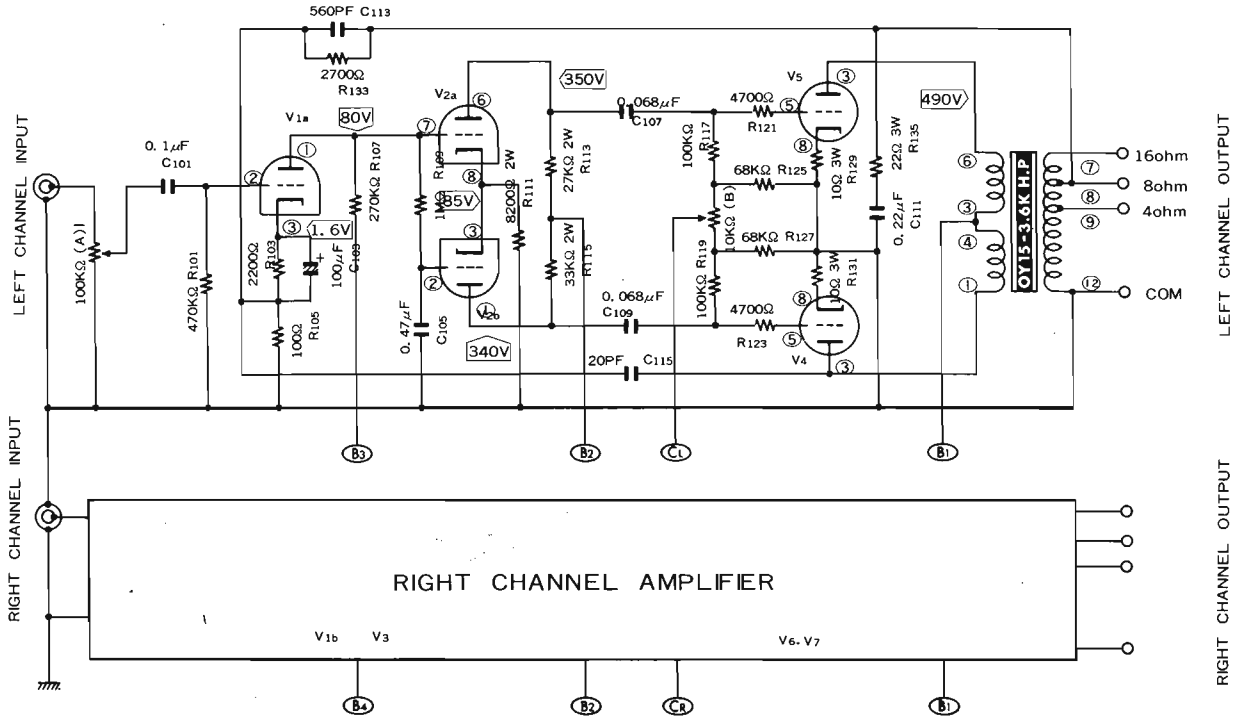 560PF C113
2700Ω
R133
LEFT CHANNEL INPUT
0.1μF
C101
100KΩ (A)
470KΩ R101
V1a
①
②
③
1.6V
2200Ω
R103
100μF
C103
100Ω
R105
80V
270KΩ R107
V2a
⑥
⑦
⑧
R109
1M
85V
③
②
①
0.47μF
C105
340V
8200Ω 2W
R111
350V
27KΩ 2W
R113
33KΩ 2W
R115
0.068μF
C107
0.068μF
C109
20PF C115
100KΩ R117
10KΩ (B)
100KΩ R119
4700Ω
R121
68KΩ R125
68KΩ R127
4700Ω
R123
V5
③
⑤
⑧
10Ω 3W
R129
10Ω 3W
R131
⑧
⑤
V4
③
22Ω 3W
R135
0.22μF
C111
490V
⑥
③
④
①
OY15-3.6K H.P
⑦
⑧
⑨
⑫
16ohm
8ohm
4ohm
COM
LEFT CHANNEL OUTPUT
B3
B2
CL
B1
RIGHT CHANNEL INPUT
RIGHT CHANNEL AMPLIFIER
V1b V3 V6.V7
B4
B2
CR
B1
RIGHT CHANNEL OUTPUT